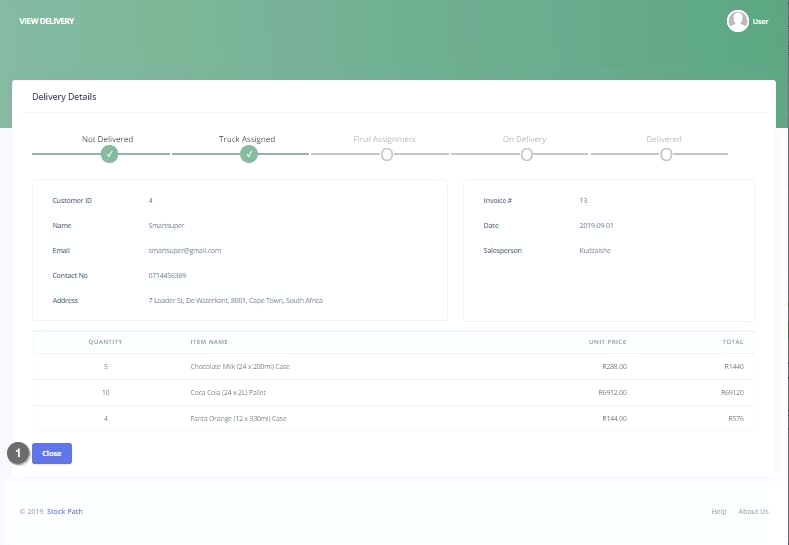 VIEW DELIVERY User
Delivery Details
Not Delivered Truck Assigned Final Assignment On Delivery Delivered
Customer ID 4
Name Smartsuper
Email smartsuper@gmail.com
Contact No 0714456369
Address 7 Loader St, De Waterkant, 8001, Cape Town, South Africa
Invoice # 13
Date 2019-09-01
Salesperson Kudzaishe
QUANTITY ITEM NAME UNIT PRICE TOTAL
5 Chocolate Milk (24 x 200ml) Case R288.00 R1440
10 Coca Cola (24 x 2L) Pallet R6912.00 R69120
4 Fanta Orange (12 x 330ml) Case R144.00 R576
1 Close
© 2019 Stock Path Help About Us